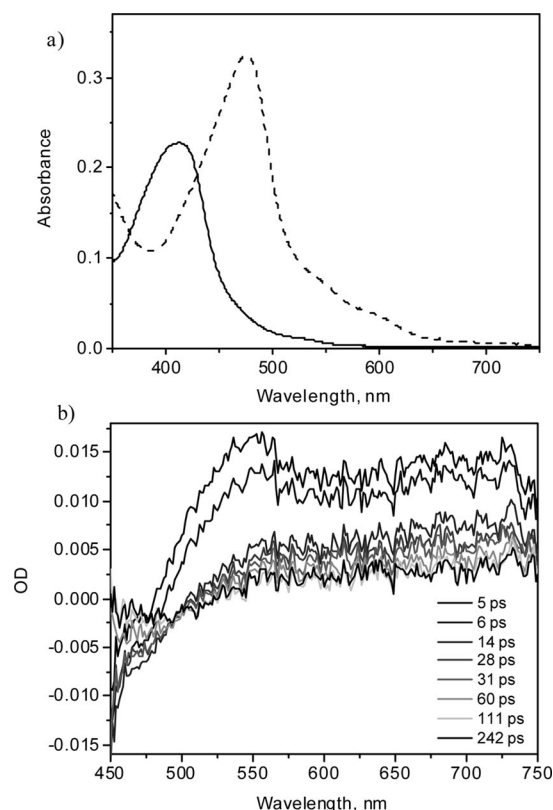 a)
0.3
0.2
0.1
0.0
Absorbance
400 500 600 700
Wavelength, nm
b)
0.015
0.010
0.005
0.000
-0.005
-0.010
-0.015
OD
5 ps
6 ps
14 ps
28 ps
31 ps
60 ps
111 ps
242 ps
450 500 550 600 650 700 750
Wavelength, nm